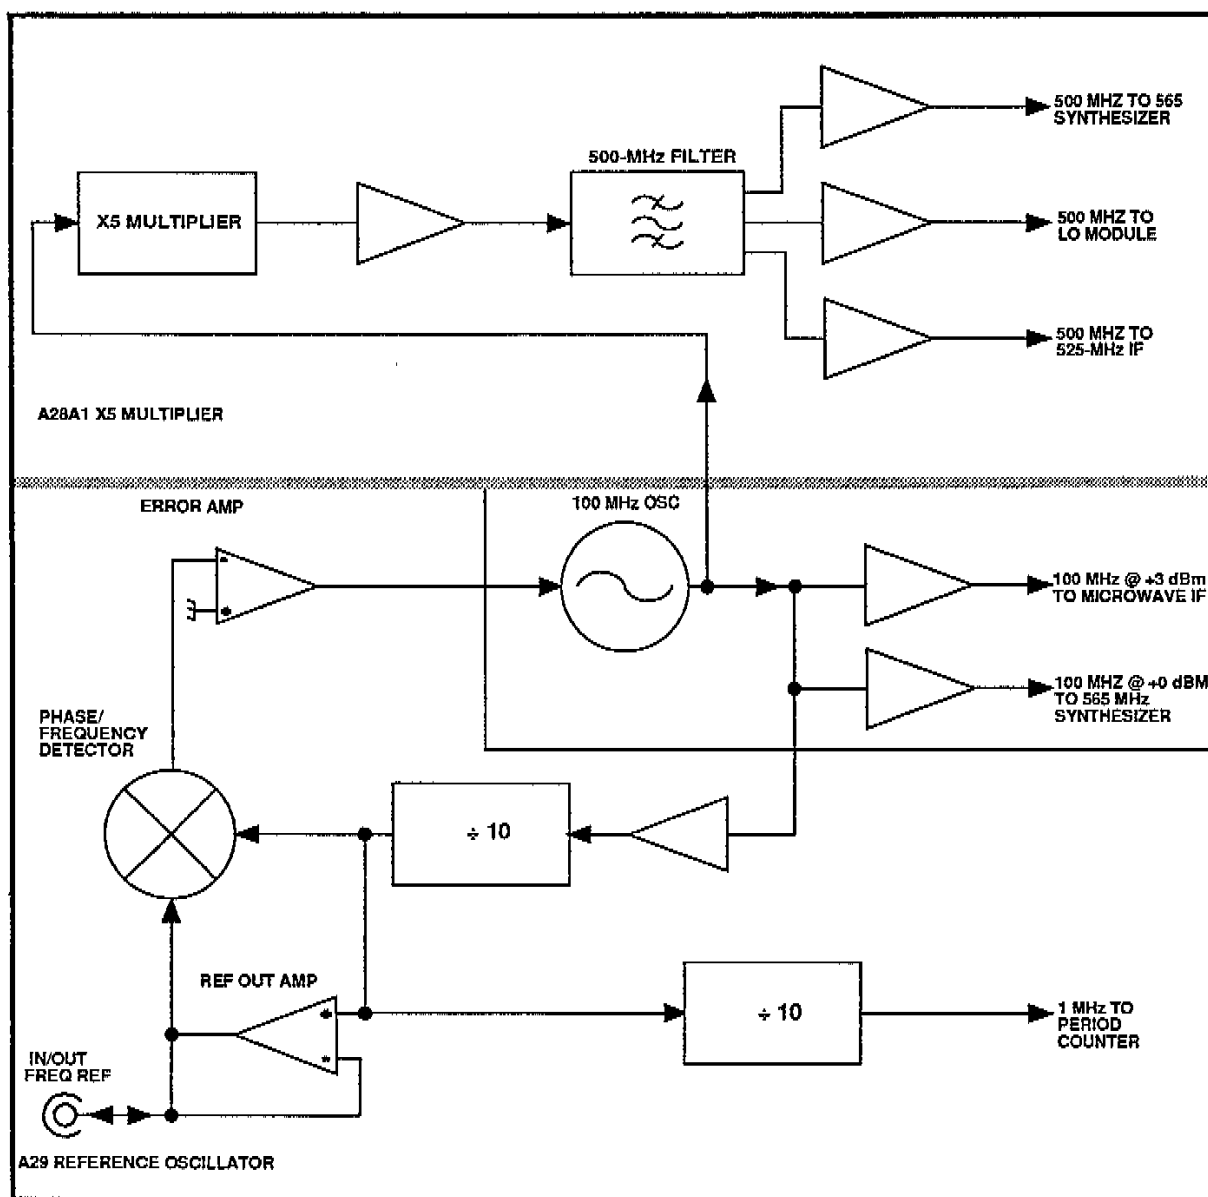 500 MHZ TO 565
SYNTHESIZER
500-MHz FILTER
X5 MULTIPLIER
500 MHZ TO
LO MODULE
500 MHZ TO
525-MHz IF
A28A1 X5 MULTIPLIER
ERROR AMP
100 MHz OSC
100 MHz @ +3 dBm
TO MICROWAVE IF
100 MHZ @ +0 dBM
TO 565 MHz
SYNTHESIZER
PHASE/
FREQUENCY
DETECTOR
÷ 10
REF OUT AMP
÷ 10
1 MHz TO
PERIOD
COUNTER
IN/OUT
FREQ REF
A29 REFERENCE OSCILLATOR